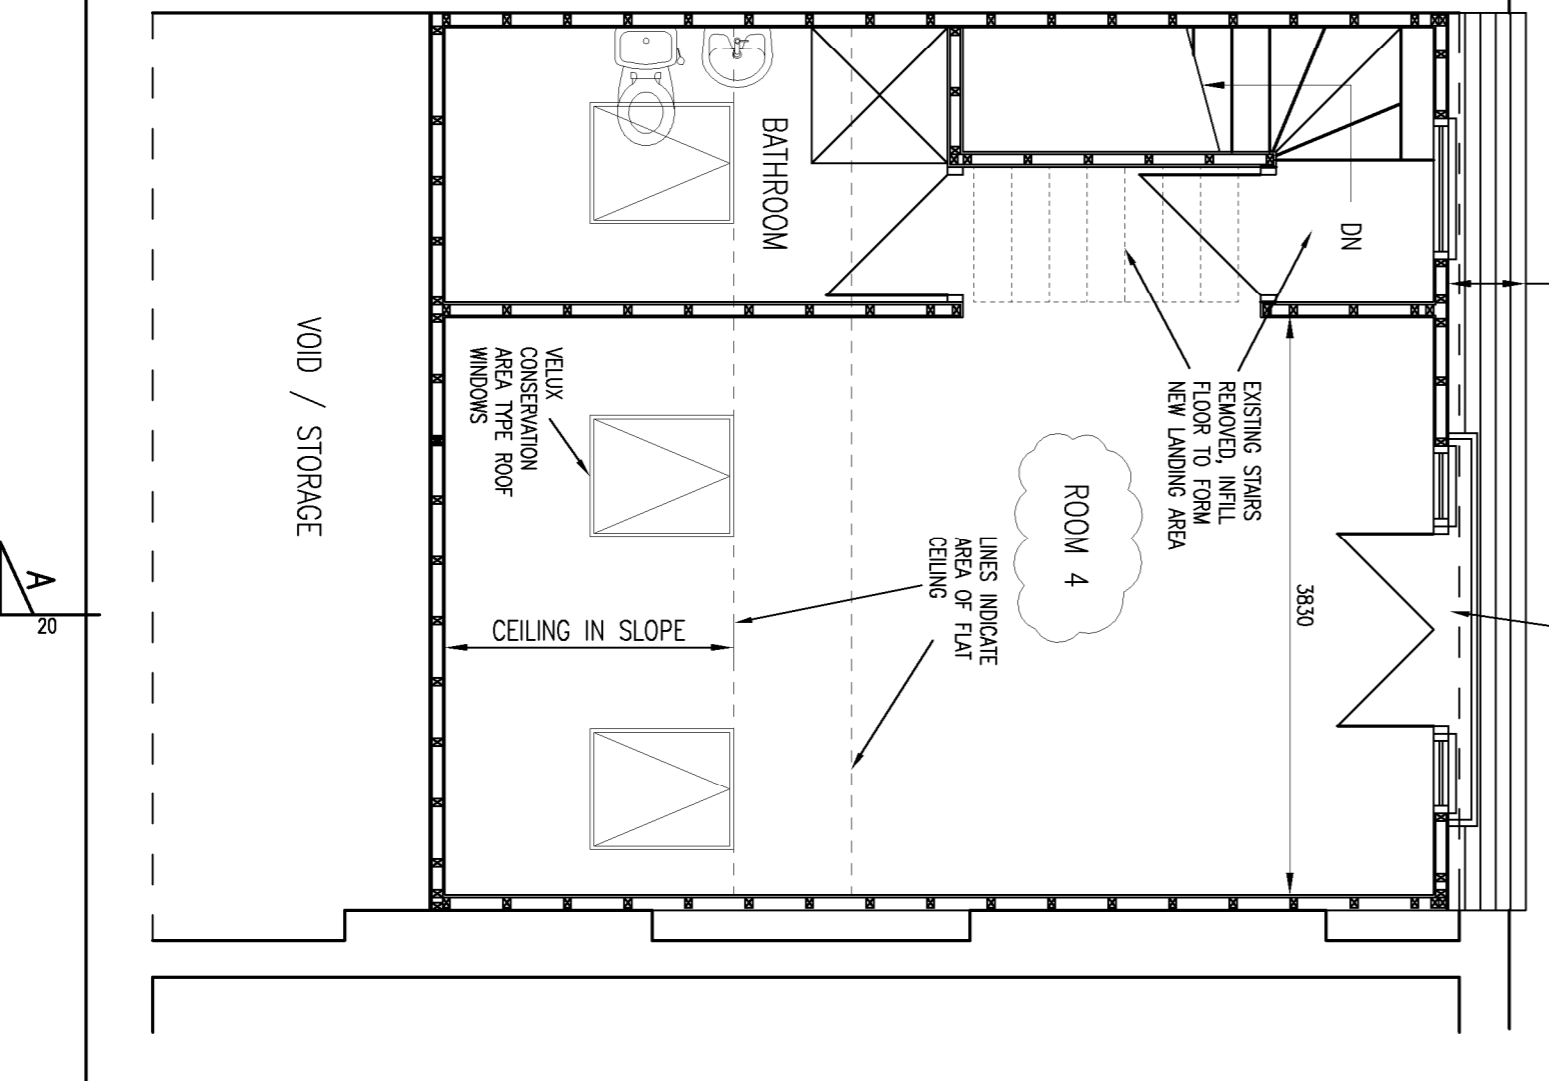 BATHROOM
DN
VOID / STORAGE
VELUX
CONSERVATION
AREA TYPE ROOF
WINDOWS
EXISTING STAIRS
REMOVED, INFILL
FLOOR TO FORM
NEW LANDING AREA
ROOM 4
LINES INDICATE
AREA OF FLAT
CEILING
3830
CEILING IN SLOPE
A
20